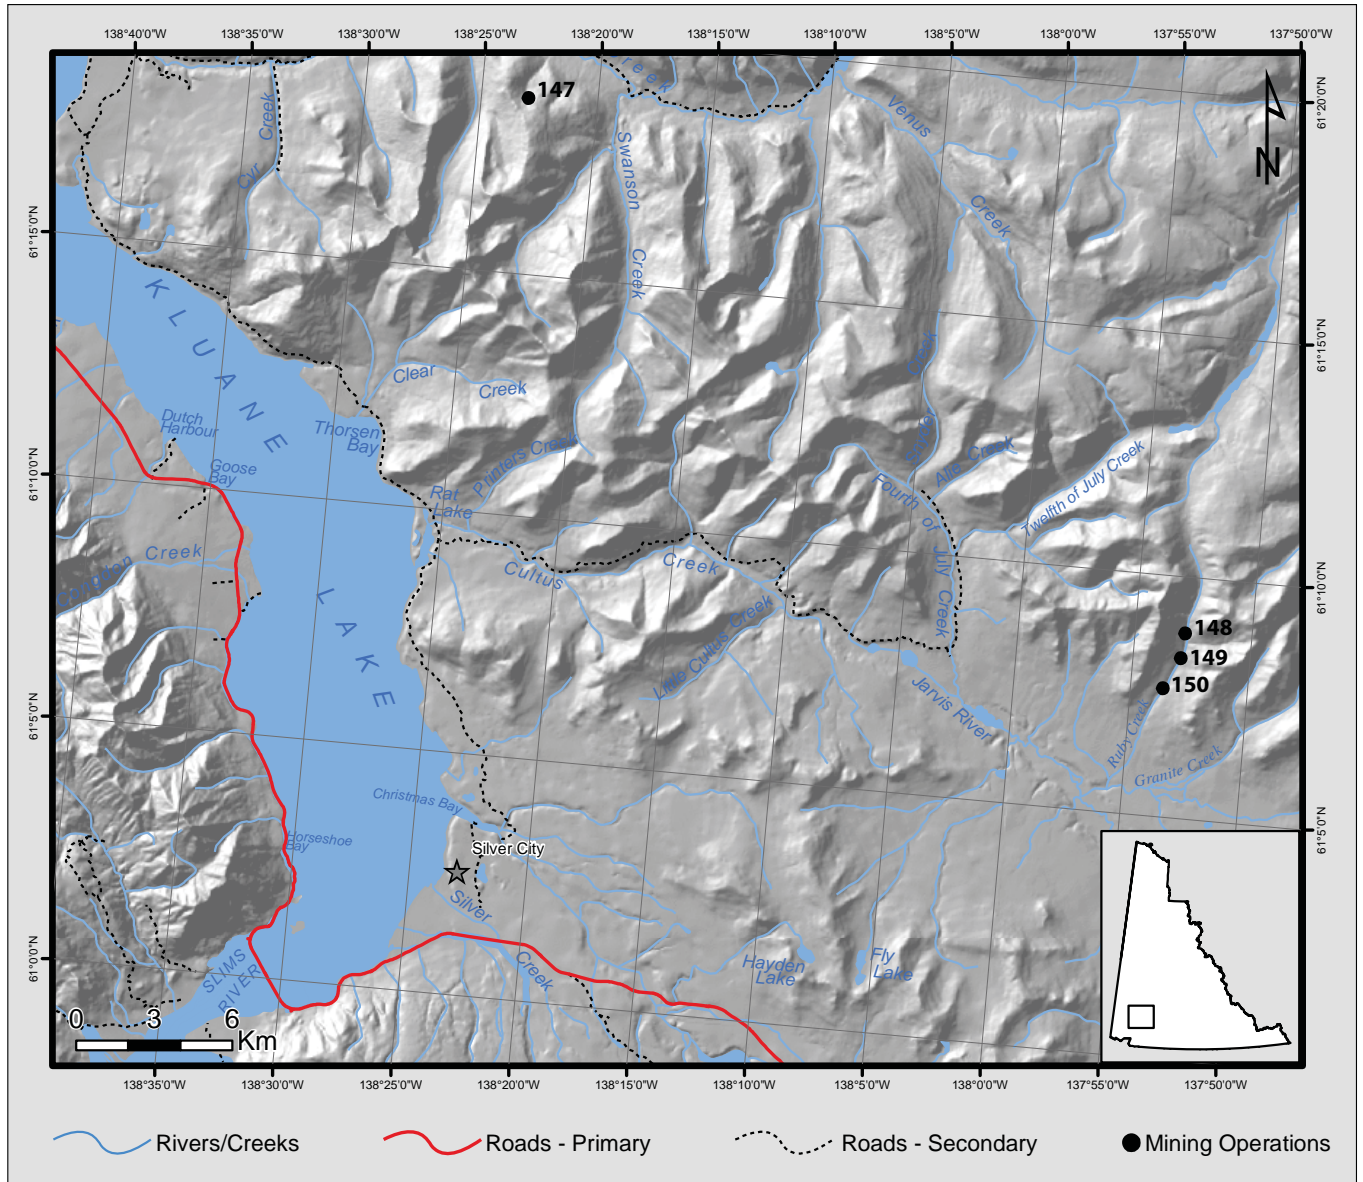 138°40'0"W 138°35'0"W 138°30'0"W 138°25'0"W 138°20'0"W 138°15'0"W 138°10'0"W 138°5'0"W 138°0'0"W 137°55'0"W 137°50'0"W
147
reek
Venus
Creek
61°20'0"N
N
Cyr
Creek
Swanson
Creek
61°15'0"N
61°15'0"N
KLUANE
LAKE
Clear
Creek
Creek
Dutch
Harbour
Thorsen
Bay
Goose
Bay
61°10'0"N
Printers Creek
Rat
Lake
Fourth of July Creek
Alie Creek
Twelfth of July Creek
Creek
Cultus
Creek
61°10'0"N
Little Cultus Creek
148
149
150
Jarvis River
61°5'0"N
Ruby Creek
Granite Creek
Christmas Bay
Horseshoe
Bay
Silver City
61°5'0"N
Silver
Creek
SLIMS
RIVER
Hayden
Lake
Fly
Lake
61°0'0"N
0 3 6
Km
138°35'0"W 138°30'0"W 138°25'0"W 138°20'0"W 138°15'0"W 138°10'0"W 138°5'0"W 138°0'0"W 137°55'0"W 137°50'0"W
Rivers/Creeks
Roads - Primary
Roads - Secondary
Mining Operations